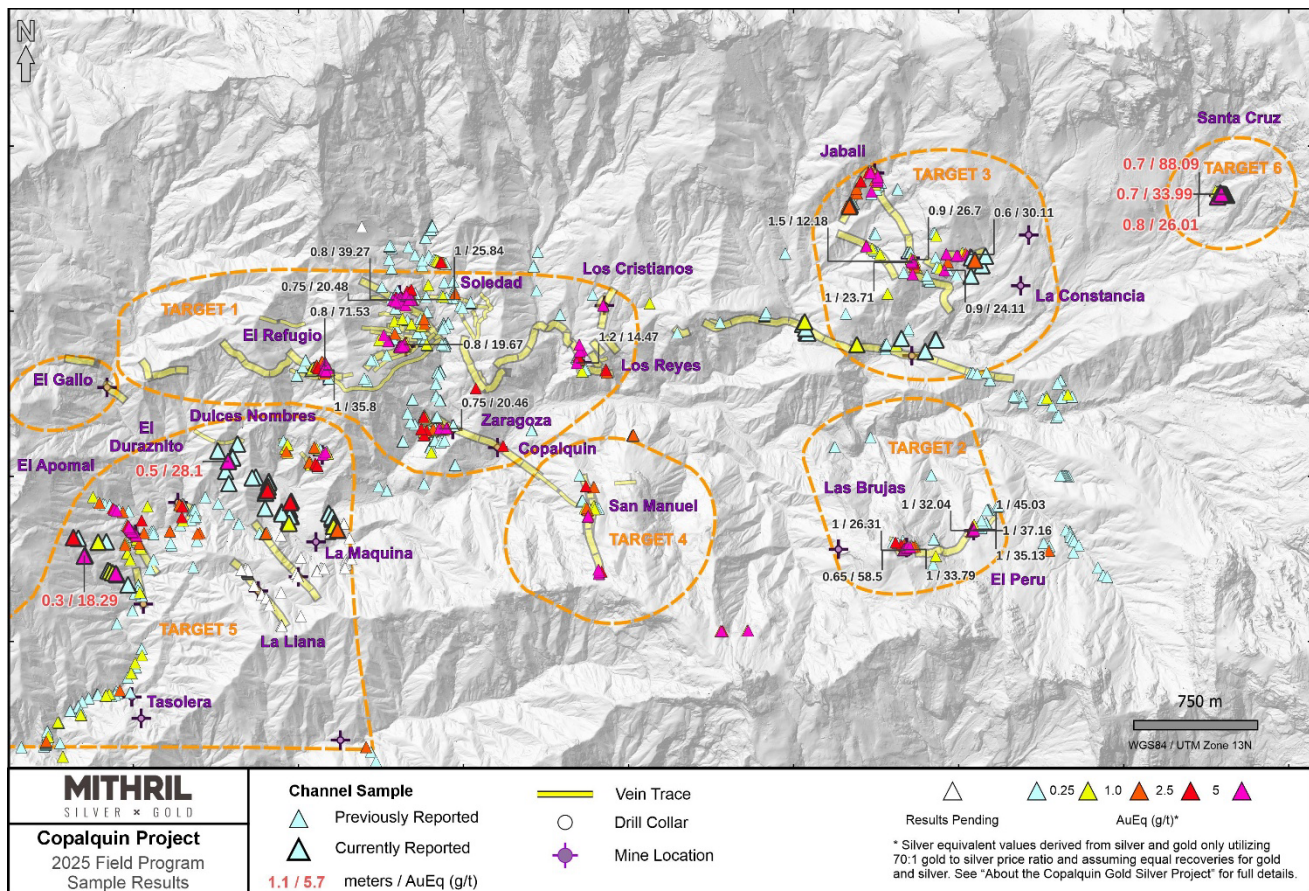 N
Santa Cruz
Jabali
TARGET 3
TARGET 6
0.7 / 88.09
0.7 / 33.99
0.8 / 26.01
1.5 / 12.18
0.9 / 26.7
0.6 / 30.11
0.8 / 39.27
1 / 25.84
Los Cristianos
0.75 / 20.48
Soledad
La Constancia
1 / 23.71
0.9 / 24.11
TARGET 1
0.8 / 71.53
El Refugio
0.8 / 19.67
1.2 / 14.47
Los Reyes
El Gallo
1 / 35.8
0.75 / 20.46
Dulces Nombres
Zaragoza
Copalquin
El
Duraznito
0.5 / 28.1
El Apomal
TARGET 2
San Manuel
Las Brujas
1 / 32.04
1 / 45.03
1 / 26.31
1 / 37.16
1 / 35.13
La Maquina
TARGET 4
0.65 / 58.5
1 / 33.79
El Peru
0.3 / 18.29
TARGET 5
La Liana
Tasolera
750 m
WGS84 / UTM Zone 13N
MITHRIL
SILVER × GOLD
Copalquin Project
2025 Field Program
Sample Results
Channel Sample
Previously Reported
Currently Reported
1.1 / 5.7 meters / AuEq (g/t)
Vein Trace
Drill Collar
Mine Location
Results Pending
0.25 1.0 2.5 5
AuEq (g/t)*
* Silver equivalent values derived from silver and gold only utilizing
70:1 gold to silver price ratio and assuming equal recoveries for gold
and silver. See “About the Copalquin Gold Silver Project” for full details.